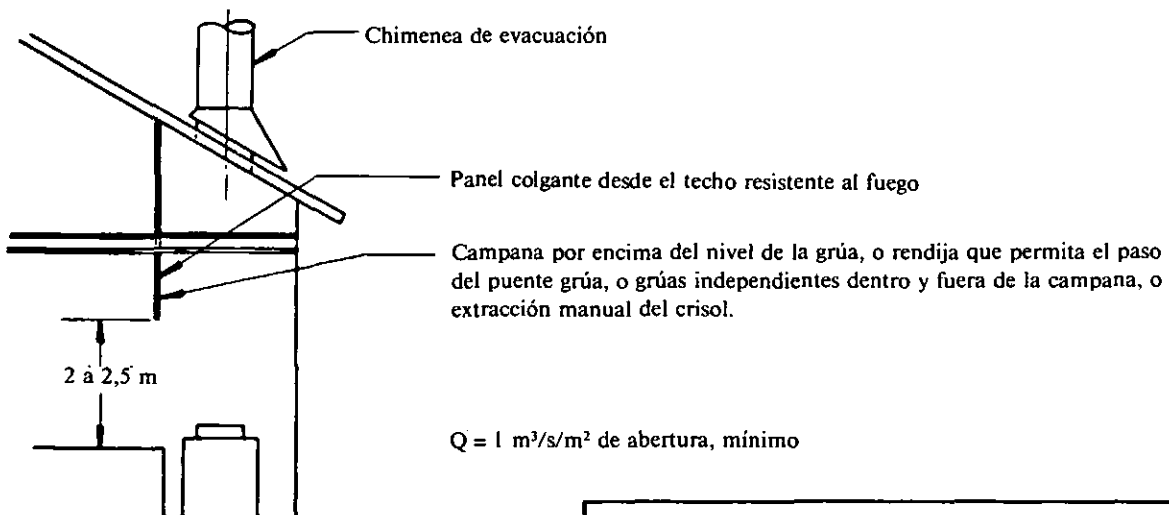 Chimenea de evacuación
Panel colgante desde el techo resistente al fuego
Campana por encima del nivel de la grúa, o rendija que permita el paso
del puente grúa, o grúas independientes dentro y fuera de la campana, o
extracción manual del crisol.
2 a 2,5 m
Q = 1 m³/s/m² de abertura, mínimo